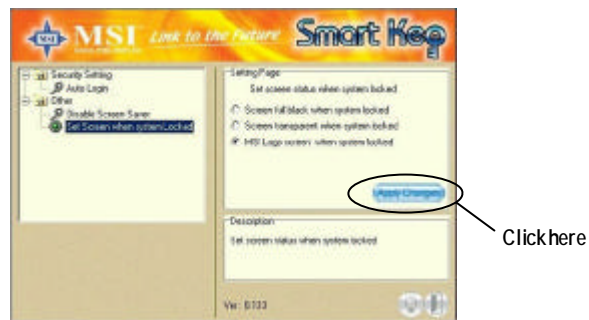 MSI Link to the Future Smart Key
Security Setting
Auto Login
Other
Disable Screen Saver
Set Screen when system Locked
Setting Page
Set screen status when system locked
Screen full black when system locked
Screen transparent when system locked
MSI Logo screen when system locked
Apply Changes
Click here
Description
Set screen status when system locked
Ver: 0.133